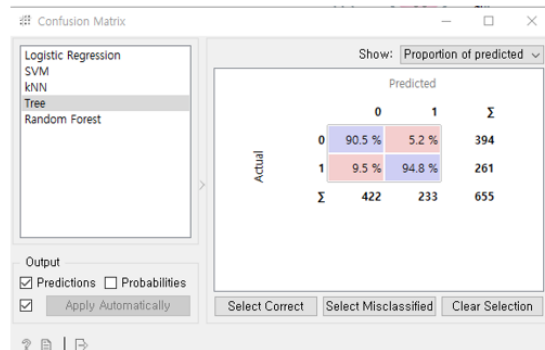 Confusion Matrix
Logistic Regression
SVM
kNN
Tree
Random Forest
Output
Predictions Probabilities
Apply Automatically
Show: Proportion of predicted
Predicted
0 1 Σ
Actual
0 90.5 % 5.2 % 394
1 9.5 % 94.8 % 261
Σ 422 233 655
Select Correct Select Misclassified Clear Selection